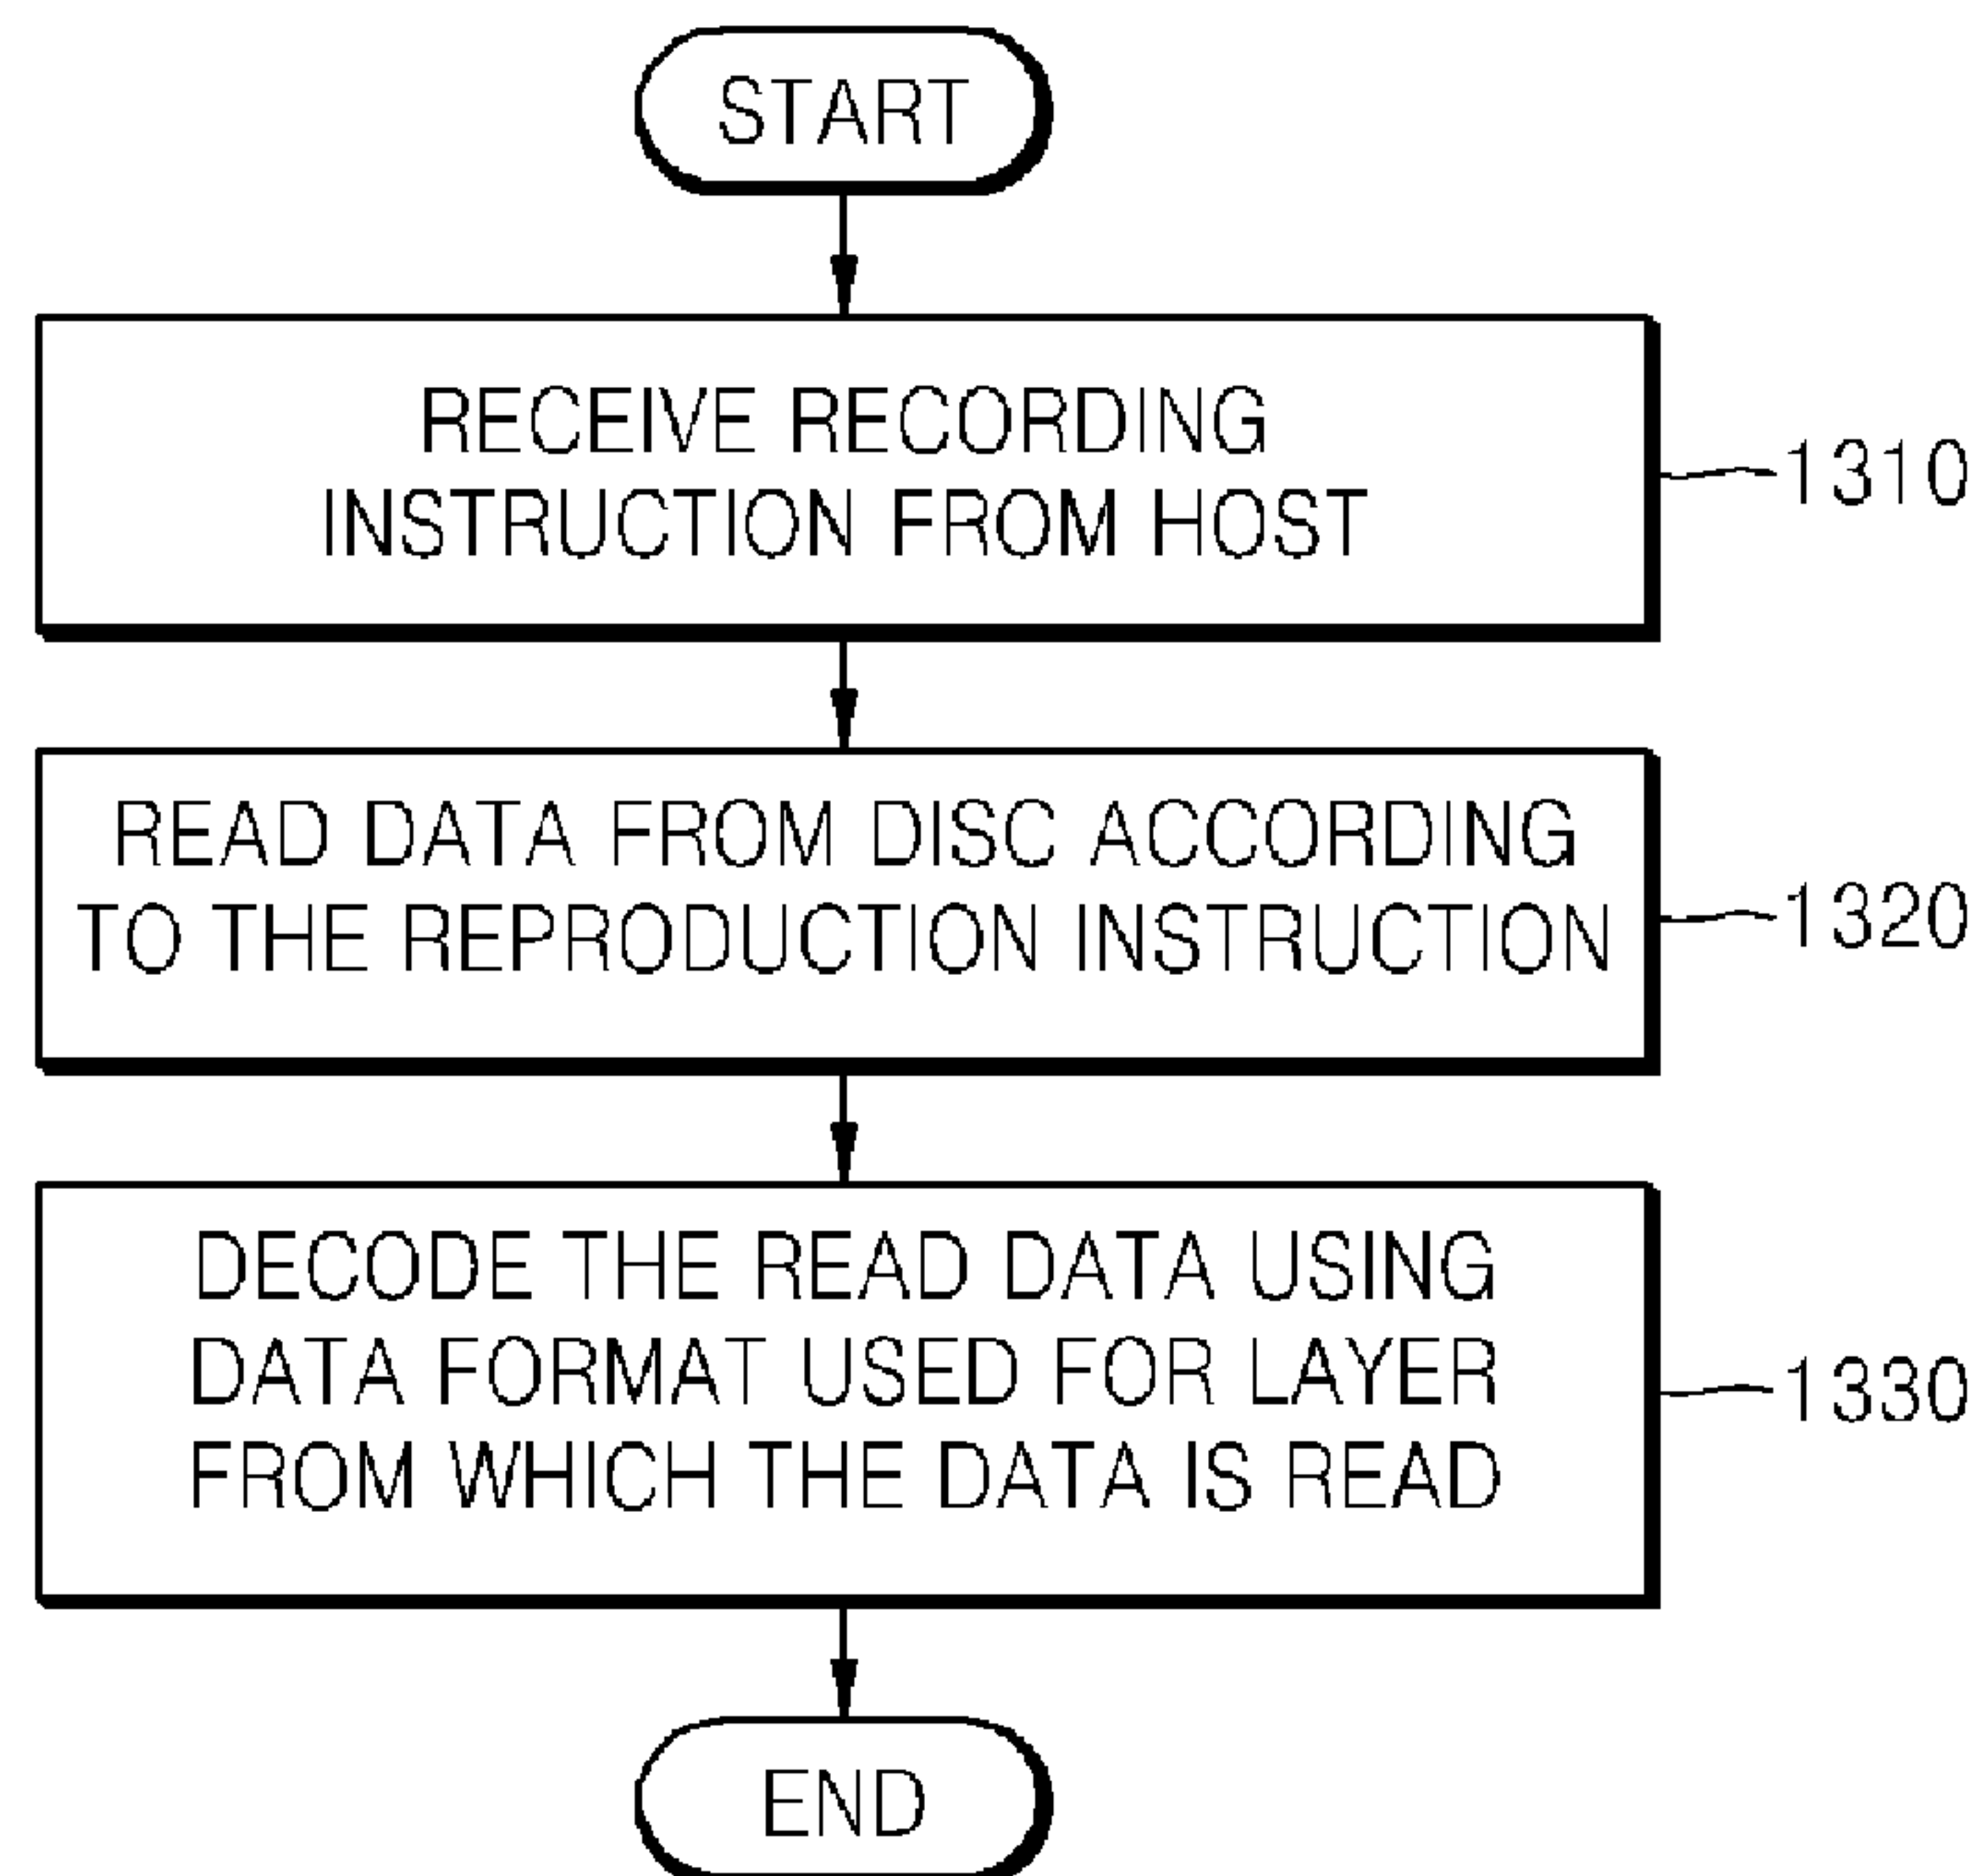 START
RECEIVE RECORDING
INSTRUCTION FROM HOST
1310
READ DATA FROM DISC ACCORDING
TO THE REPRODUCTION INSTRUCTION
1320
DECODE THE READ DATA USING
DATA FORMAT USED FOR LAYER
FROM WHICH THE DATA IS READ
1330
END